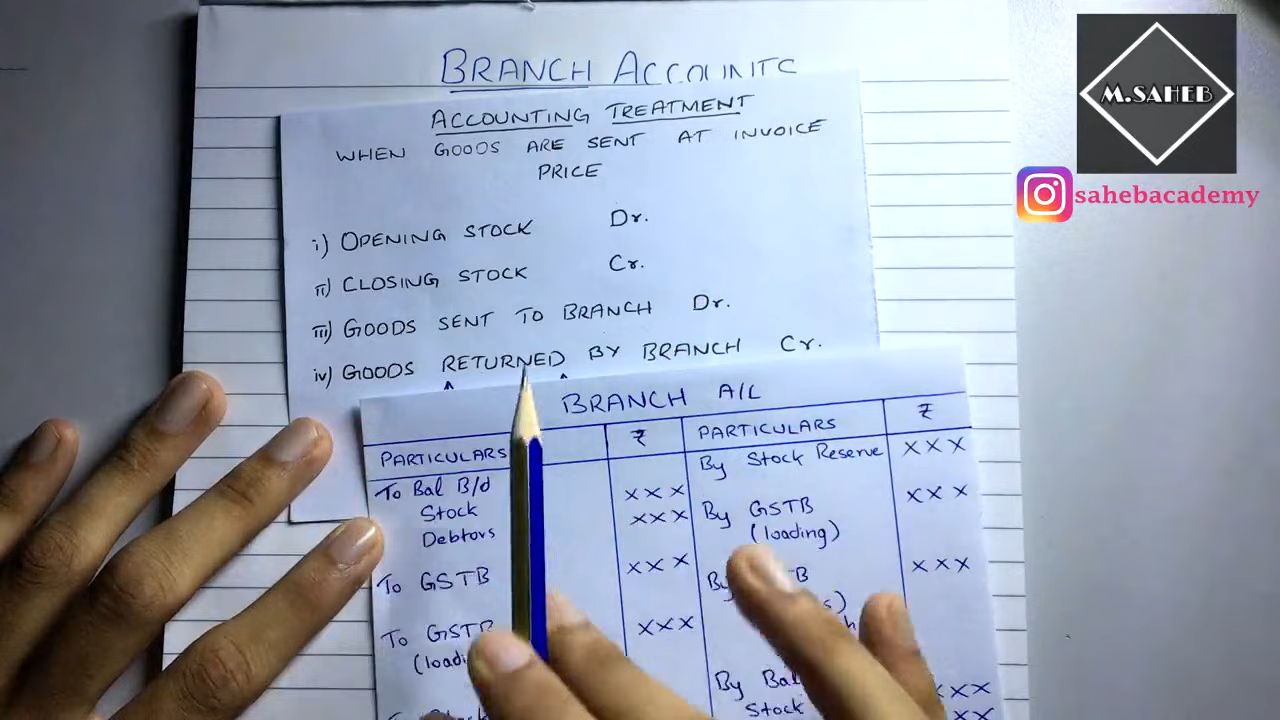 BRANCH ACCOUNTS
ACCOUNTING TREATMENT
WHEN GOODS ARE SENT AT INVOICE
PRICE
i) OPENING STOCK Dr.
ii) CLOSING STOCK Cr.
iii) GOODS SENT TO BRANCH Dr.
iv) GOODS RETURNED BY BRANCH Cr.
BRANCH A/C
PARTICULARS ₹ PARTICULARS ₹
To Bal B/d By Stock Reserve XXX
Stock XXX
Debtors XXX By GSTB XXX
(loading)
To GSTB XXX By XXX
To GSTB XXX
By Bal
Stock XXX
M.SAHEB
sahebacademy